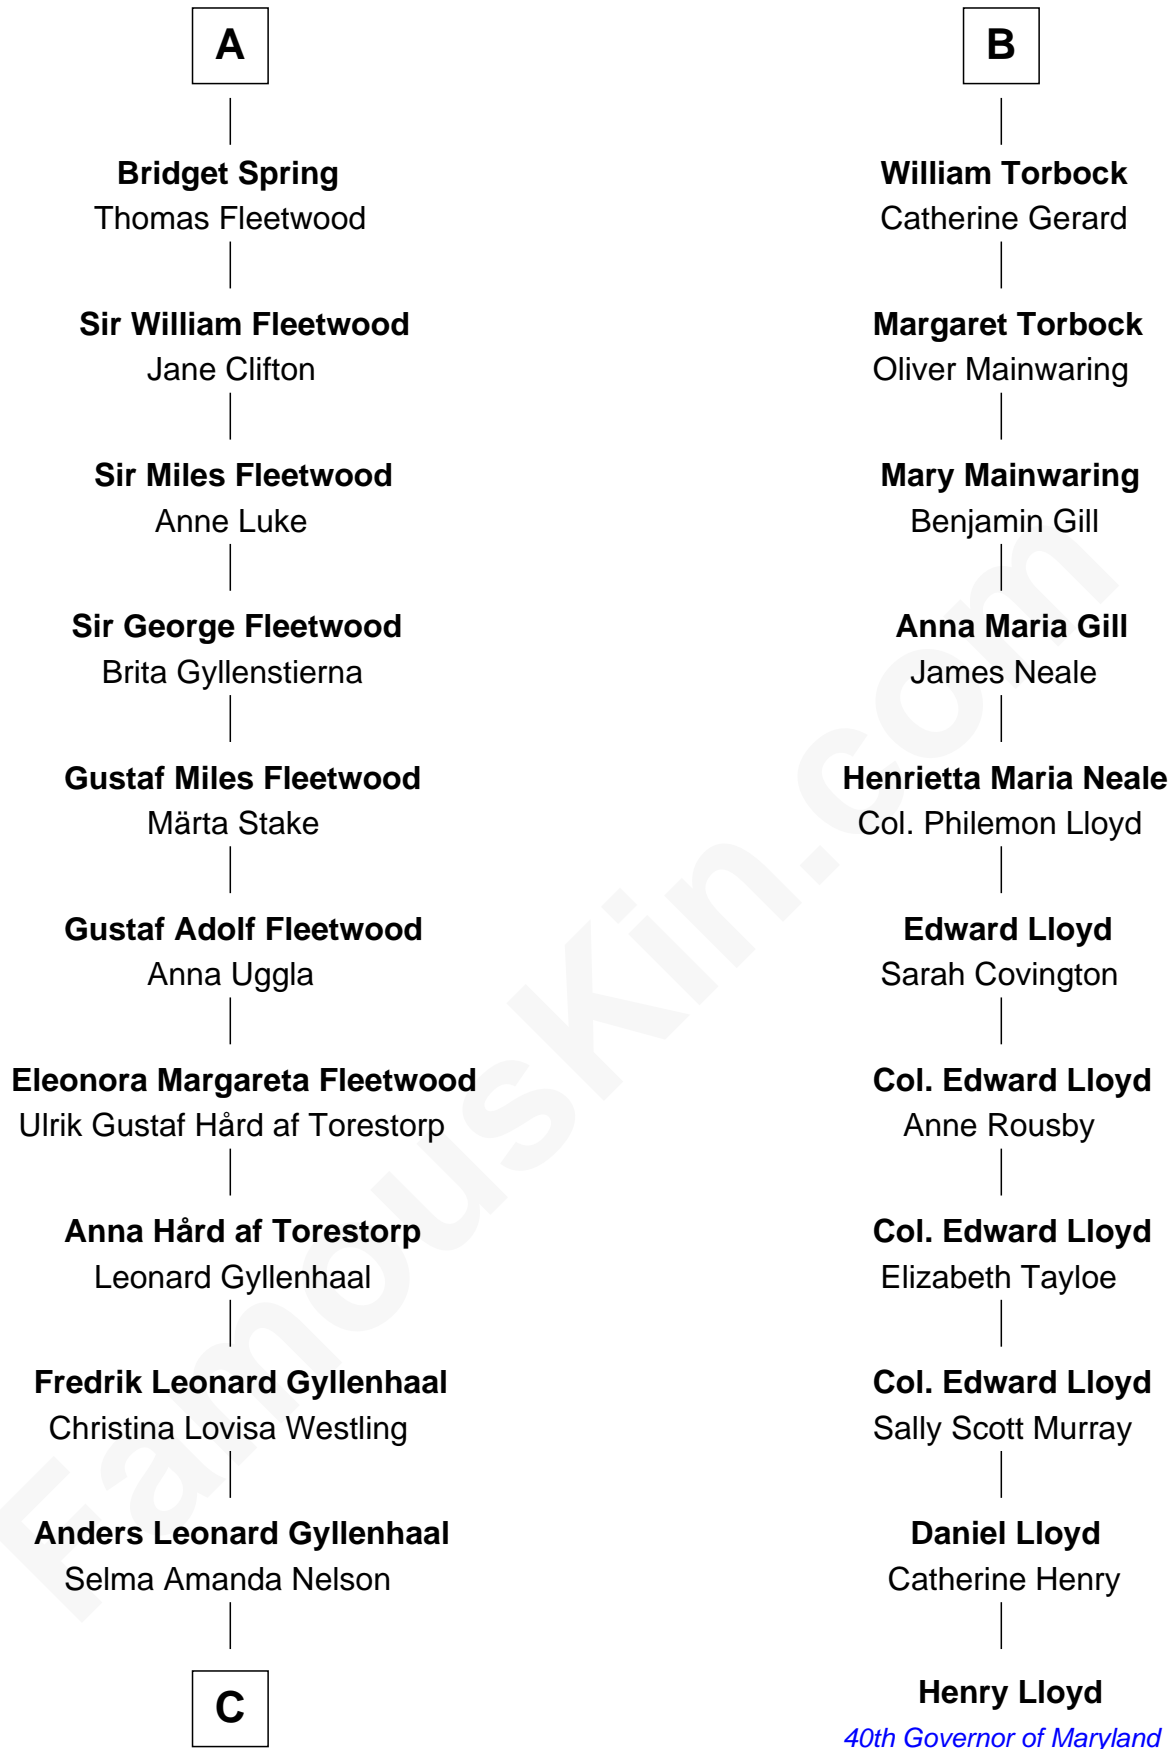 A
Bridget Spring
Thomas Fleetwood
Sir William Fleetwood
Jane Clifton
Sir Miles Fleetwood
Anne Luke
Sir George Fleetwood
Brita Gyllenstierna
Gustaf Miles Fleetwood
Märta Stake
Gustaf Adolf Fleetwood
Anna Uggla
Eleonora Margareta Fleetwood
Ulrik Gustaf Hård af Torestorp
Anna Hård af Torestorp
Leonard Gyllenhaal
Fredrik Leonard Gyllenhaal
Christina Lovisa Westling
Anders Leonard Gyllenhaal
Selma Amanda Nelson
C
B
William Torbock
Catherine Gerard
Margaret Torbock
Oliver Mainwaring
Mary Mainwaring
Benjamin Gill
Anna Maria Gill
James Neale
Henrietta Maria Neale
Col. Philemon Lloyd
Edward Lloyd
Sarah Covington
Col. Edward Lloyd
Anne Rousby
Col. Edward Lloyd
Elizabeth Tayloe
Col. Edward Lloyd
Sally Scott Murray
Daniel Lloyd
Catherine Henry
Henry Lloyd
40th Governor of Maryland
FamousKin.com